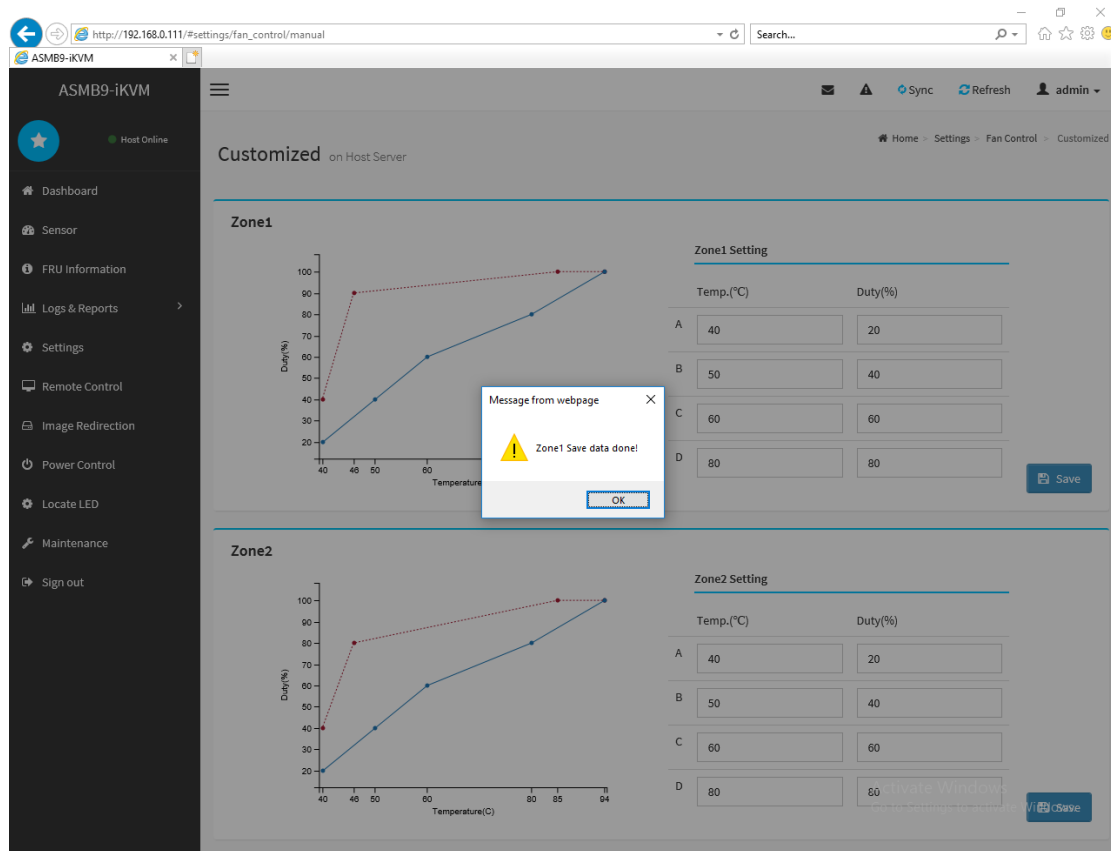 http://192.168.0.111/#settings/fan_control/manual
Search...
ASMB9-iKVM
ASMB9-iKVM
Sync
Refresh
admin
Host Online
Home > Settings > Fan Control > Customized
Customized on Host Server
Dashboard
Sensor
FRU Information
Logs & Reports
Settings
Remote Control
Image Redirection
Power Control
Locate LED
Maintenance
Sign out
Zone1
Duty(%)
100
90
80
70
60
50
40
30
20
40 46 50 60
Temperature
Zone1 Setting
Temp.(°C) Duty(%)
A 40 20
B 50 40
C 60 60
D 80 80
Save
Message from webpage
Zone1 Save data done!
OK
Zone2
Duty(%)
100
90
80
70
60
50
40
30
20
40 46 50 60 80 85 94
Temperature(C)
Zone2 Setting
Temp.(°C) Duty(%)
A 40 20
B 50 40
C 60 60
D 80 80
Activate Windows
Go to Settings to activate Windows.
Save